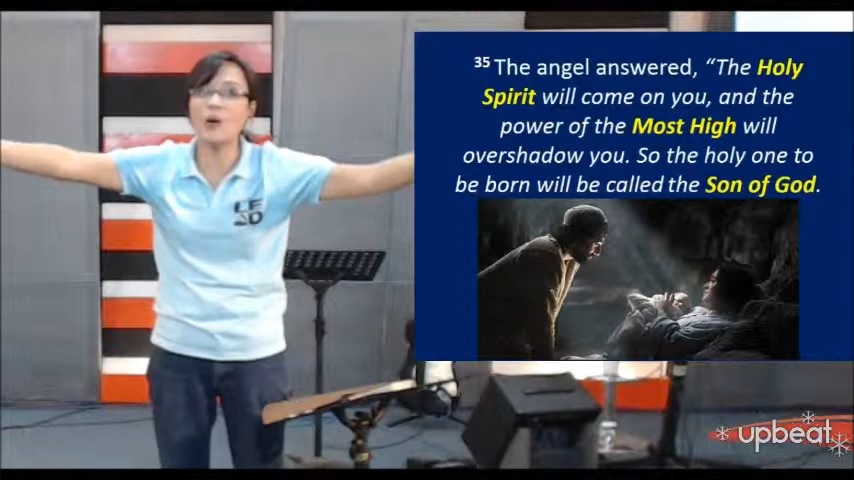 35 The angel answered, “The Holy
Spirit will come on you, and the
power of the Most High will
overshadow you. So the holy one to
be born will be called the Son of God.
upbeat